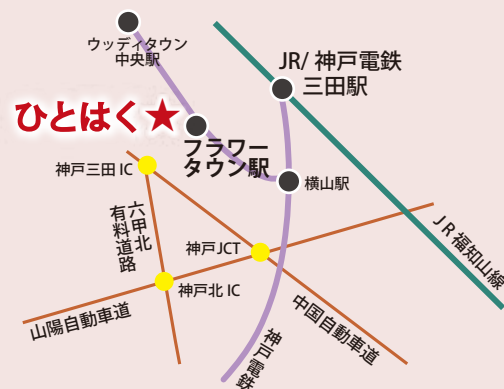 ウッディタウン
中央駅
JR/ 神戸電鉄
三田駅
ひとはく★
フラワー
タウン駅
神戸三田 IC
横山駅
六甲北
有料道路
神戸JCT
JR福知山線
神戸北 IC
山陽自動車道
中国自動車道
神戸電鉄